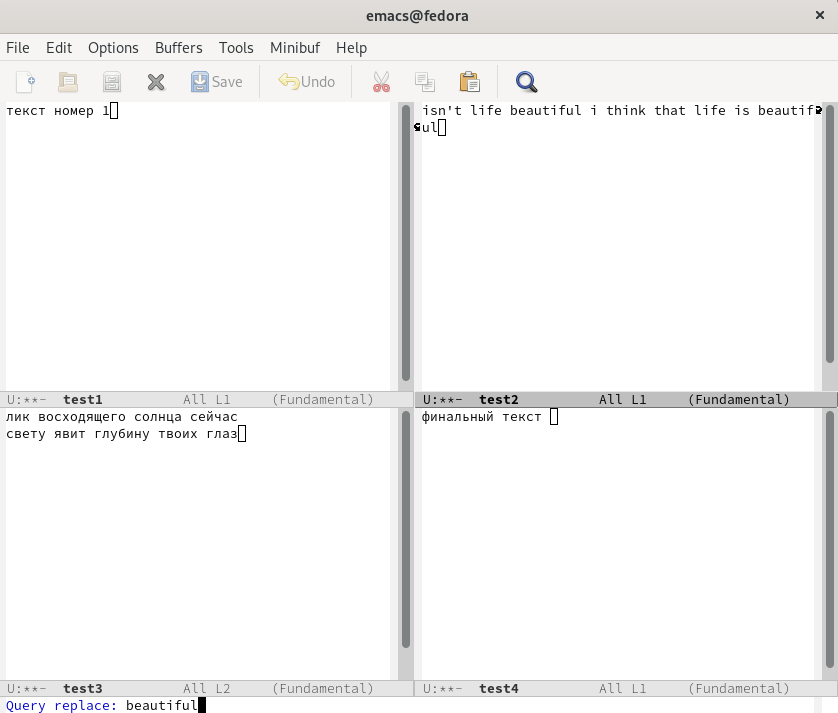 emacs@fedora
File Edit Options Buffers Tools Minibuf Help
Save Undo
текст номер 1
isn't life beautiful i think that life is beautif
ul
U:**- test1 All L1 (Fundamental)
U:**- test2 All L1 (Fundamental)
лик восходящего солнца сейчас
свету явит глубину твоих глаз
финальный текст
U:**- test3 All L2 (Fundamental)
U:**- test4 All L1 (Fundamental)
Query replace: beautiful